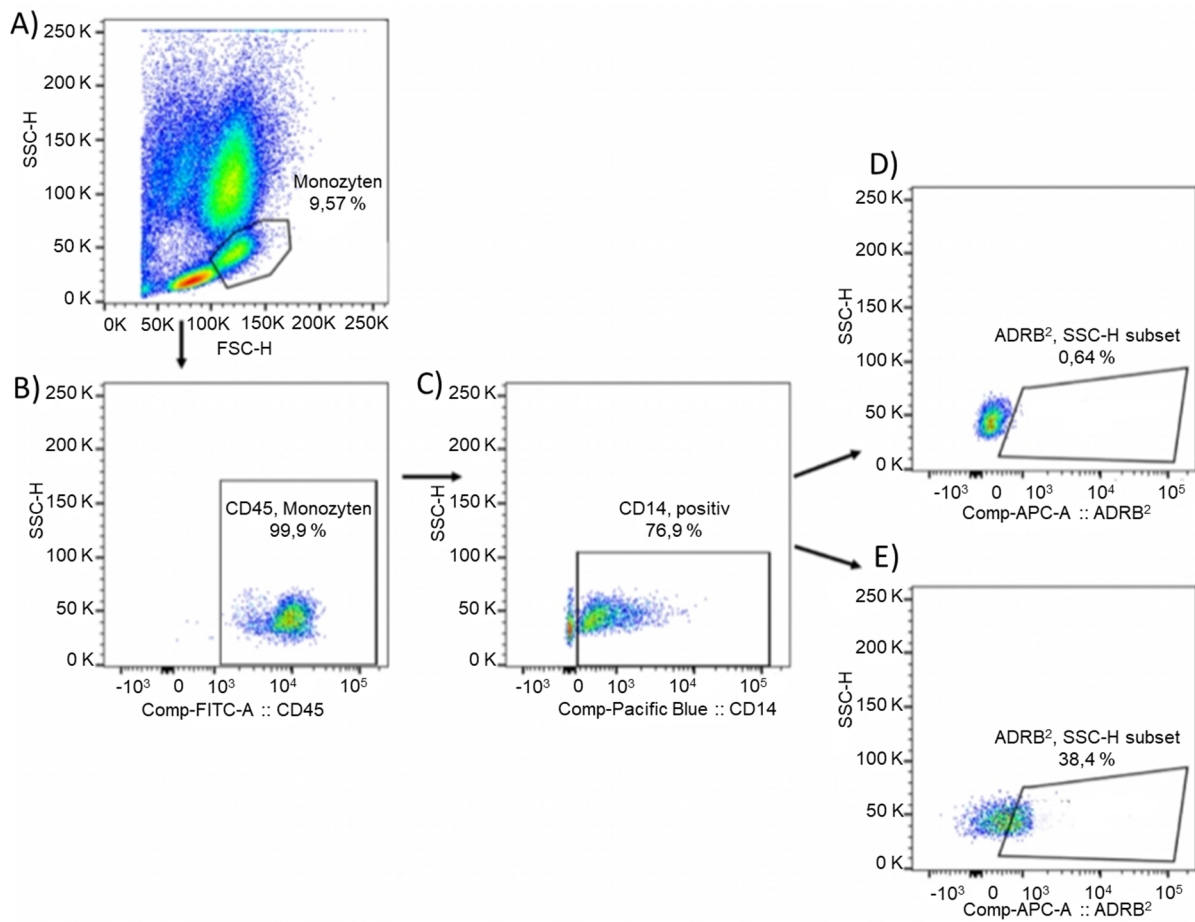 A)
250 K
200 K
150 K
100 K
50 K
0 K
SSC-H
Monozyten
9,57 %
0K 50K 100K 150K 200K 250K
FSC-H
B)
250 K
200 K
150 K
100 K
50 K
0 K
SSC-H
CD45, Monozyten
99,9 %
-10³ 0 10³ 10⁴ 10⁵
Comp-FITC-A :: CD45
C)
250 K
200 K
150 K
100 K
50 K
0 K
SSC-H
CD14, positiv
76,9 %
-10³ 0 10³ 10⁴ 10⁵
Comp-Pacific Blue :: CD14
D)
250 K
200 K
150 K
100 K
50 K
0 K
SSC-H
ADRB², SSC-H subset
0,64 %
-10³ 0 10³ 10⁴ 10⁵
Comp-APC-A :: ADRB²
E)
250 K
200 K
150 K
100 K
50 K
0 K
SSC-H
ADRB², SSC-H subset
38,4 %
-10³ 0 10³ 10⁴ 10⁵
Comp-APC-A :: ADRB²